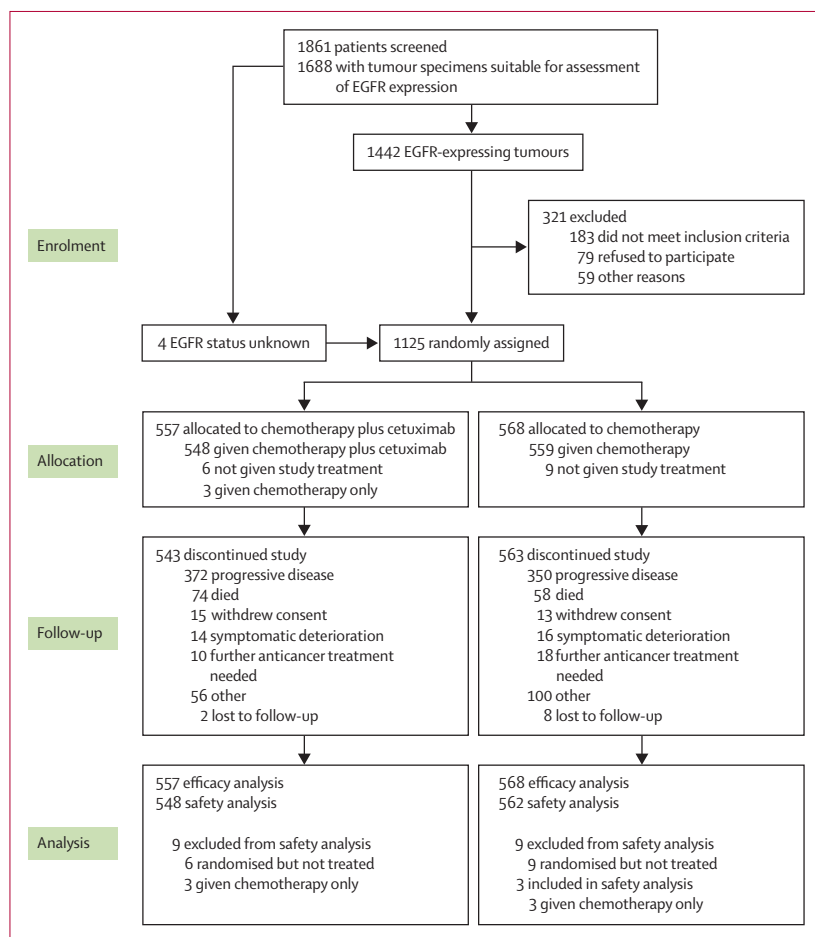 1861 patients screened
1688 with tumour specimens suitable for assessment
of EGFR expression
1442 EGFR-expressing tumours
Enrolment
321 excluded
183 did not meet inclusion criteria
79 refused to participate
59 other reasons
4 EGFR status unknown
1125 randomly assigned
Allocation
557 allocated to chemotherapy plus cetuximab
548 given chemotherapy plus cetuximab
6 not given study treatment
3 given chemotherapy only
568 allocated to chemotherapy
559 given chemotherapy
9 not given study treatment
Follow-up
543 discontinued study
372 progressive disease
74 died
15 withdrew consent
14 symptomatic deterioration
10 further anticancer treatment
needed
56 other
2 lost to follow-up
563 discontinued study
350 progressive disease
58 died
13 withdrew consent
16 symptomatic deterioration
18 further anticancer treatment
needed
100 other
8 lost to follow-up
Analysis
557 efficacy analysis
548 safety analysis
9 excluded from safety analysis
6 randomised but not treated
3 given chemotherapy only
568 efficacy analysis
562 safety analysis
9 excluded from safety analysis
9 randomised but not treated
3 included in safety analysis
3 given chemotherapy only